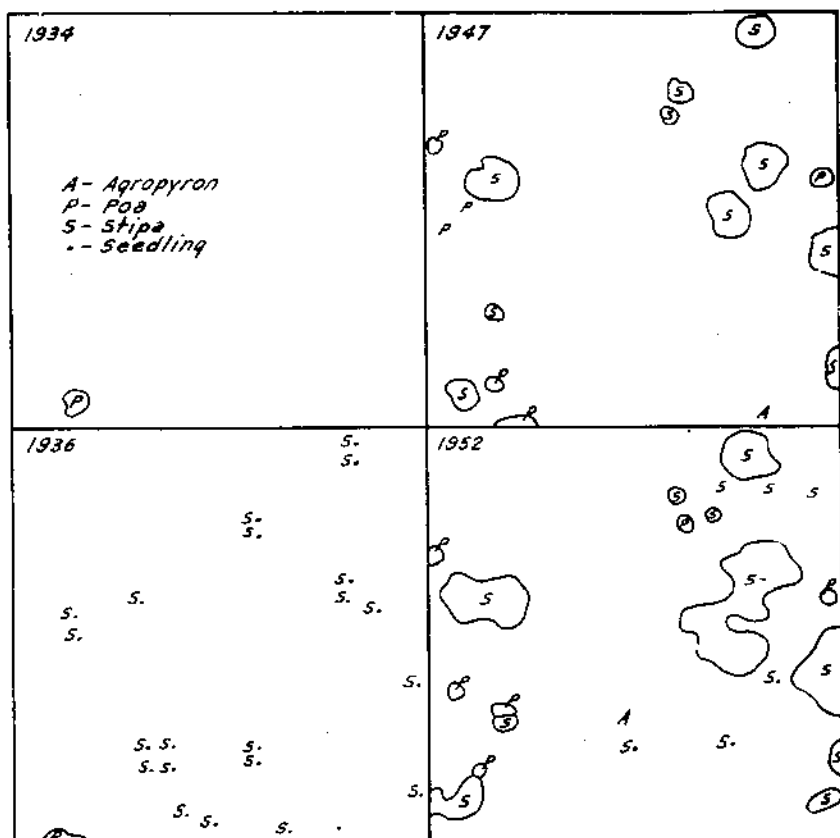 1934
A - Agropyron
P - Poa
S - Stipa
. - Seedling
P
1947
S
S
S
P
S
S
P
S
P
S
P
S
S
S
P
S
P
A
1936
S.
S.
S.
S.
S.
S. S.
S. S.
S.
S.
S. S. S.
S. S. S.
S.
S.
S.
S.
P
1952
S
S S S
S
P S
P
S-
P
S
S
S.
P
P
S
A
S. S.
P
S
S
S